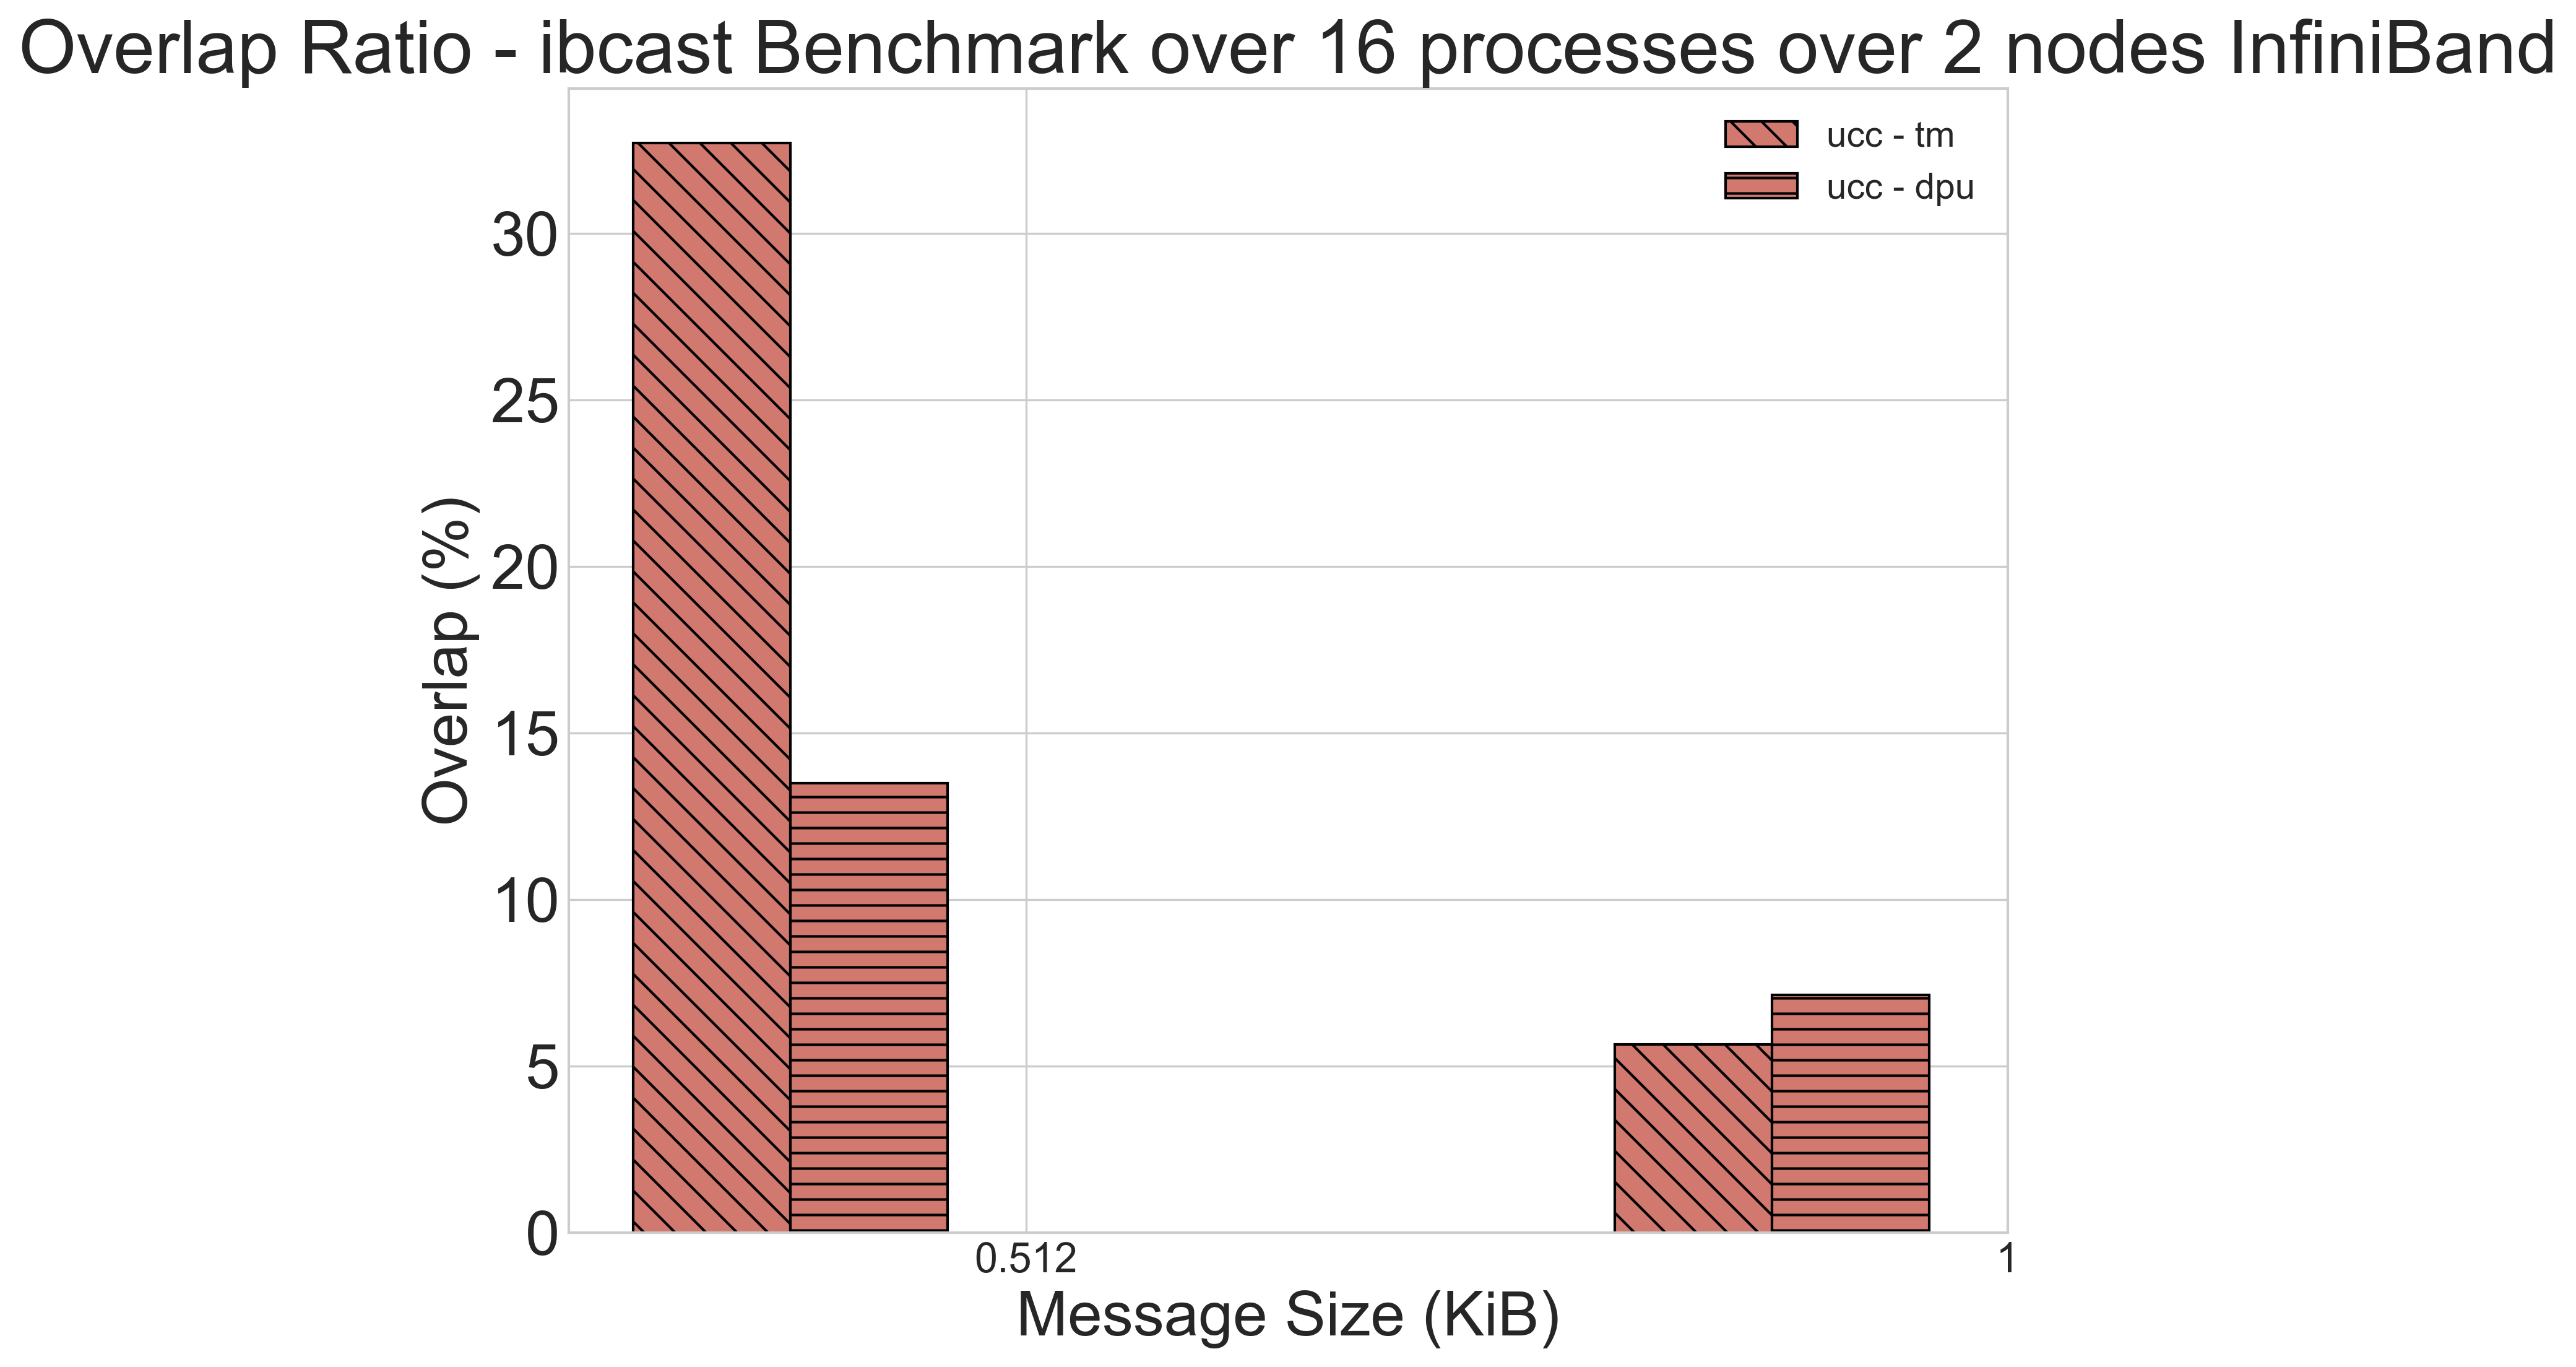 Overlap Ratio - ibcast Benchmark over 16 processes over 2 nodes InfiniBand
ucc - tm
ucc - dpu
Overlap (%)
30
25
20
15
10
5
0
0.512
1
Message Size (KiB)